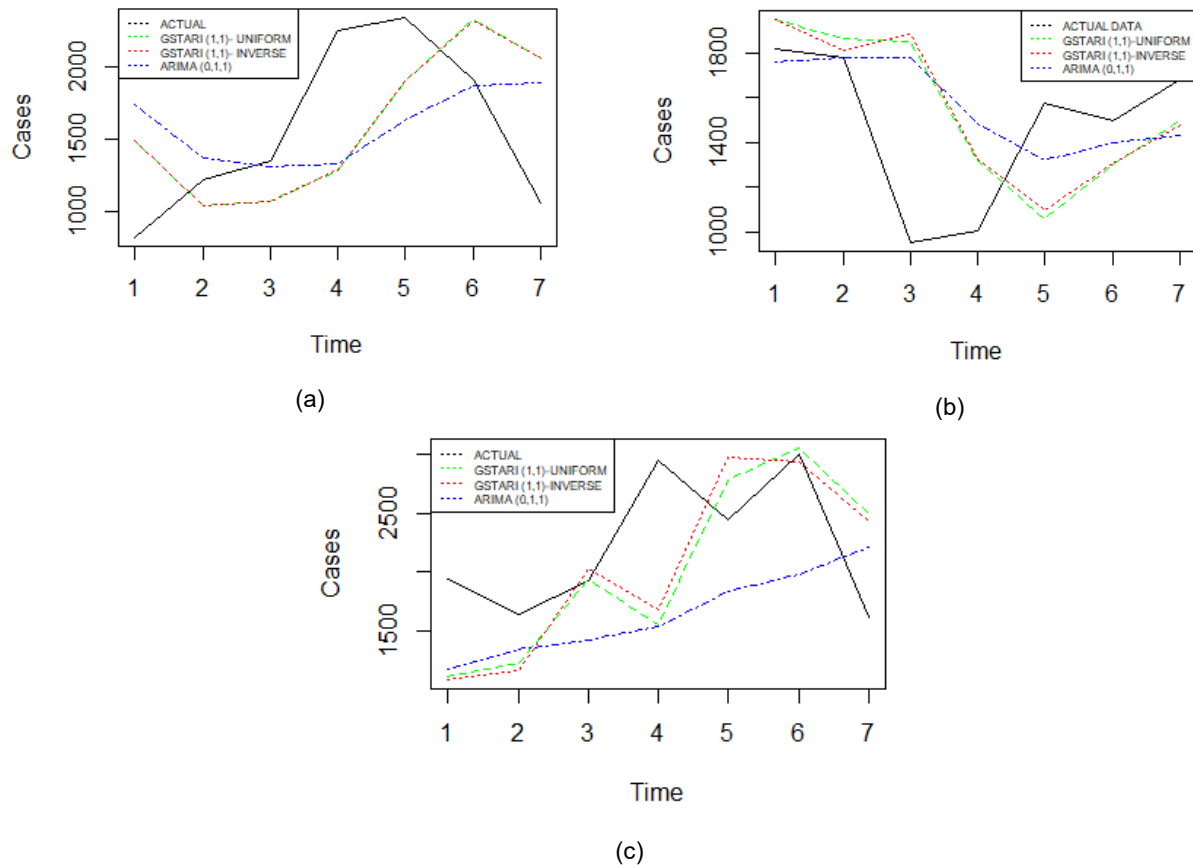 ACTUAL
GSTARI (1,1)- UNIFORM
GSTARI (1,1)- INVERSE
ARIMA (0,1,1)
Cases
2000
1500
1000
1 2 3 4 5 6 7
Time
(a)
ACTUAL DATA
GSTARI (1,1)-UNIFORM
GSTARI (1,1)-INVERSE
ARIMA (0,1,1)
Cases
1800
1400
1000
1 2 3 4 5 6 7
Time
(b)
ACTUAL
GSTARI (1,1)-UNIFORM
GSTARI (1,1)-INVERSE
ARIMA (0,1,1)
Cases
2500
1500
1 2 3 4 5 6 7
Time
(c)